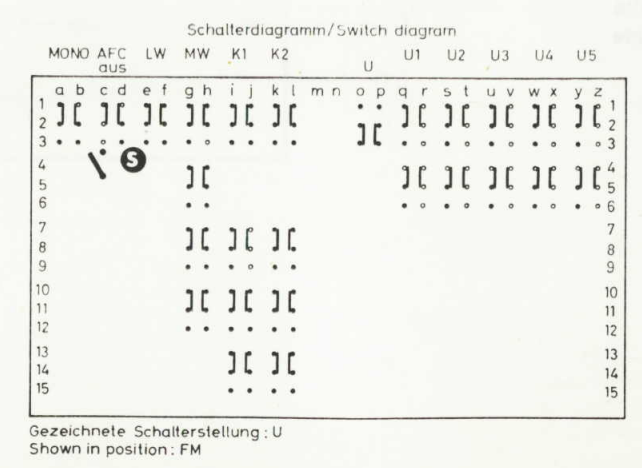 Schalterdiagramm/Switch diagram
MONO AFC LW MW K1 K2 U1 U2 U3 U4 U5
aus U
a b c d e f g h i j k l m n o p q r s t u v w x y z
1 1
2 2
3 3
S
4 4
5 5
6 6
7 7
8 8
9 9
10 10
11 11
12 12
13 13
14 14
15 15
Gezeichnete Schalterstellung: U
Shown in position: FM